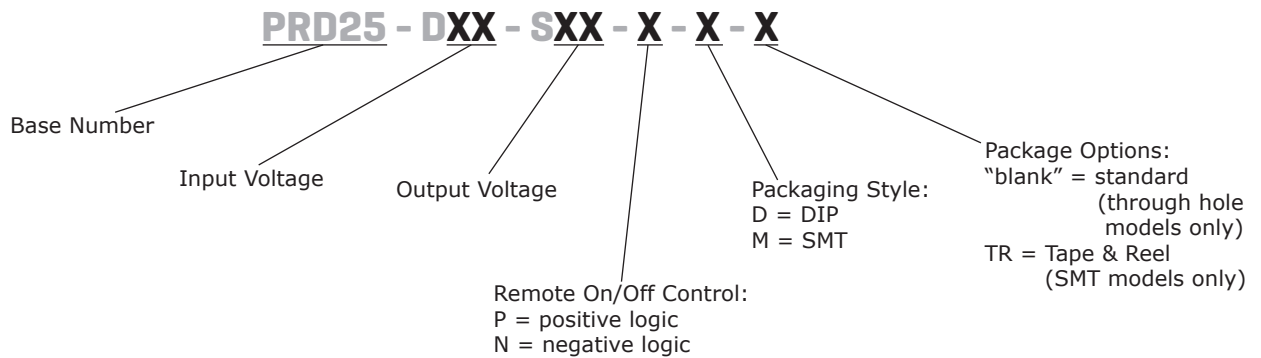 PRD25 - DXX - SXX - X - X - X
Base Number
Input Voltage
Output Voltage
Remote On/Off Control:
P = positive logic
N = negative logic
Packaging Style:
D = DIP
M = SMT
Package Options:
“blank” = standard
(through hole
models only)
TR = Tape & Reel
(SMT models only)